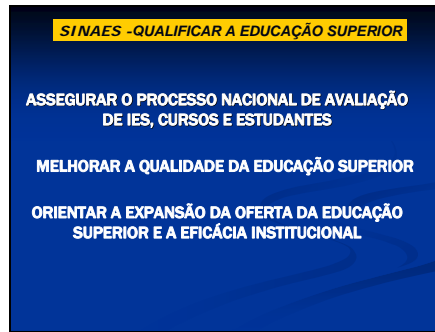 SINAES -QUALIFICAR A EDUCAÇÃO SUPERIOR
ASSEGURAR O PROCESSO NACIONAL DE AVALIAÇÃO
DE IES, CURSOS E ESTUDANTES
MELHORAR A QUALIDADE DA EDUCAÇÃO SUPERIOR
ORIENTAR A EXPANSÃO DA OFERTA DA EDUCAÇÃO
SUPERIOR E A EFICÁCIA INSTITUCIONAL